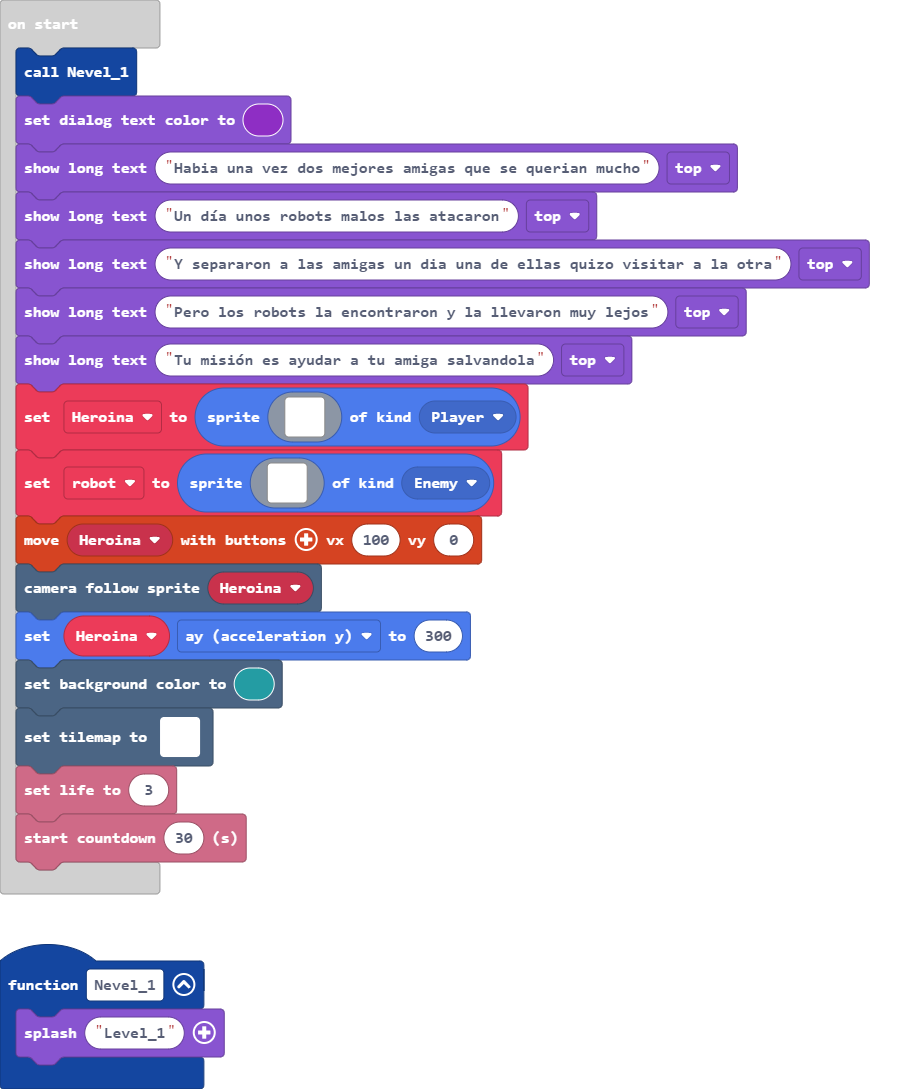 on start
call Nevel_1
set dialog text color to
show long text "Habia una vez dos mejores amigas que se querian mucho" top
show long text "Un día unos robots malos las atacaron" top
show long text "Y separaron a las amigas un dia una de ellas quizo visitar a la otra" top
show long text "Pero los robots la encontraron y la llevaron muy lejos" top
show long text "Tu misión es ayudar a tu amiga salvandola" top
set Heroina to sprite of kind Player
set robot to sprite of kind Enemy
move Heroina with buttons vx 100 vy 0
camera follow sprite Heroina
set Heroina ay (acceleration y) to 300
set background color to
set tilemap to
set life to 3
start countdown 30 (s)
function Nevel_1
splash "Level_1"